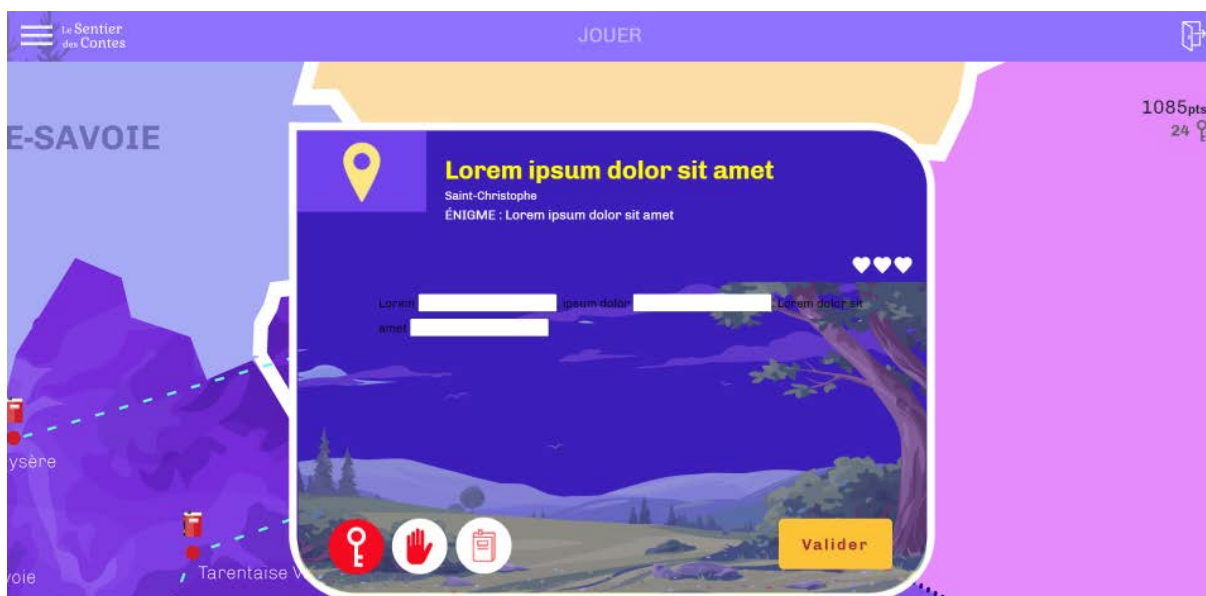 Le Sentier
des Contes
JOUER
1085pts
24
E-SAVOIE
Lorem ipsum dolor sit amet
Saint-Christophe
ÉNIGME : Lorem ipsum dolor sit amet
Lorem ipsum dolor Lorem dolor sit
amet
ysère
Valider
voie
Tarentaise V